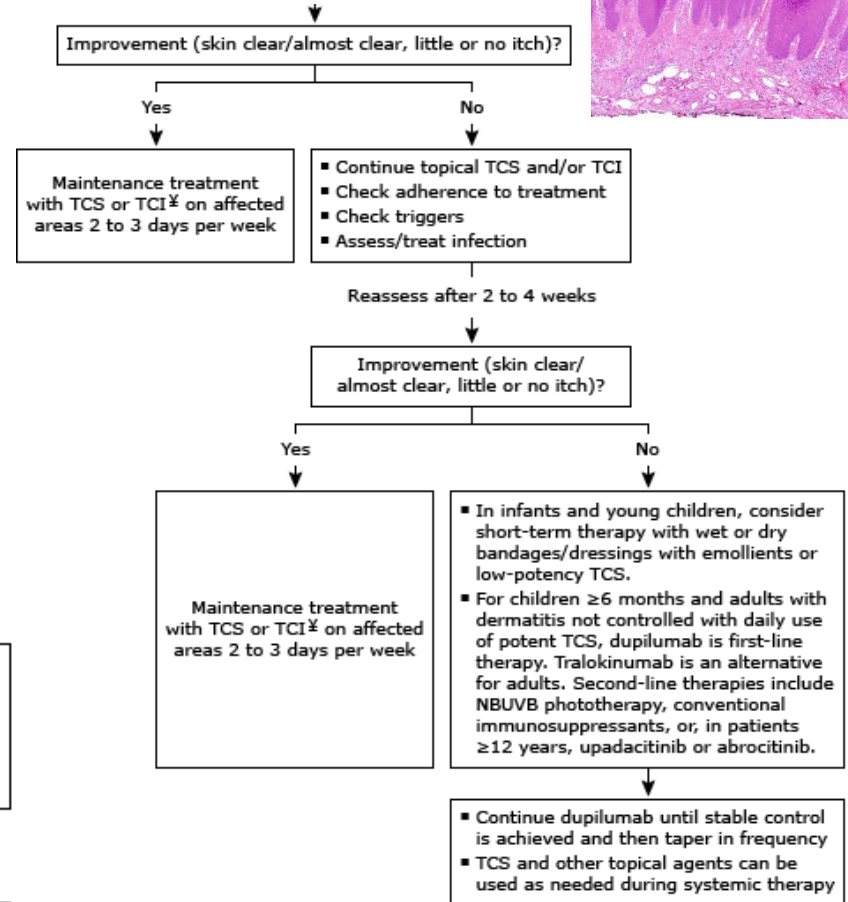 Improvement (skin clear/almost clear, little or no itch)?
Yes
No
Maintenance treatment
with TCS or TCI¥ on affected
areas 2 to 3 days per week
▪ Continue topical TCS and/or TCI
▪ Check adherence to treatment
▪ Check triggers
▪ Assess/treat infection
Reassess after 2 to 4 weeks
Improvement (skin clear/
almost clear, little or no itch)?
Yes
No
Maintenance treatment
with TCS or TCI¥ on affected
areas 2 to 3 days per week
▪ In infants and young children, consider
short-term therapy with wet or dry
bandages/dressings with emollients or
low-potency TCS.
▪ For children ≥6 months and adults with
dermatitis not controlled with daily use
of potent TCS, dupilumab is first-line
therapy. Tralokinumab is an alternative
for adults. Second-line therapies include
NBUVB phototherapy, conventional
immunosuppressants, or, in patients
≥12 years, upadacitinib or abrocitinib.
▪ Continue dupilumab until stable control
is achieved and then taper in frequency
▪ TCS and other topical agents can be
used as needed during systemic therapy